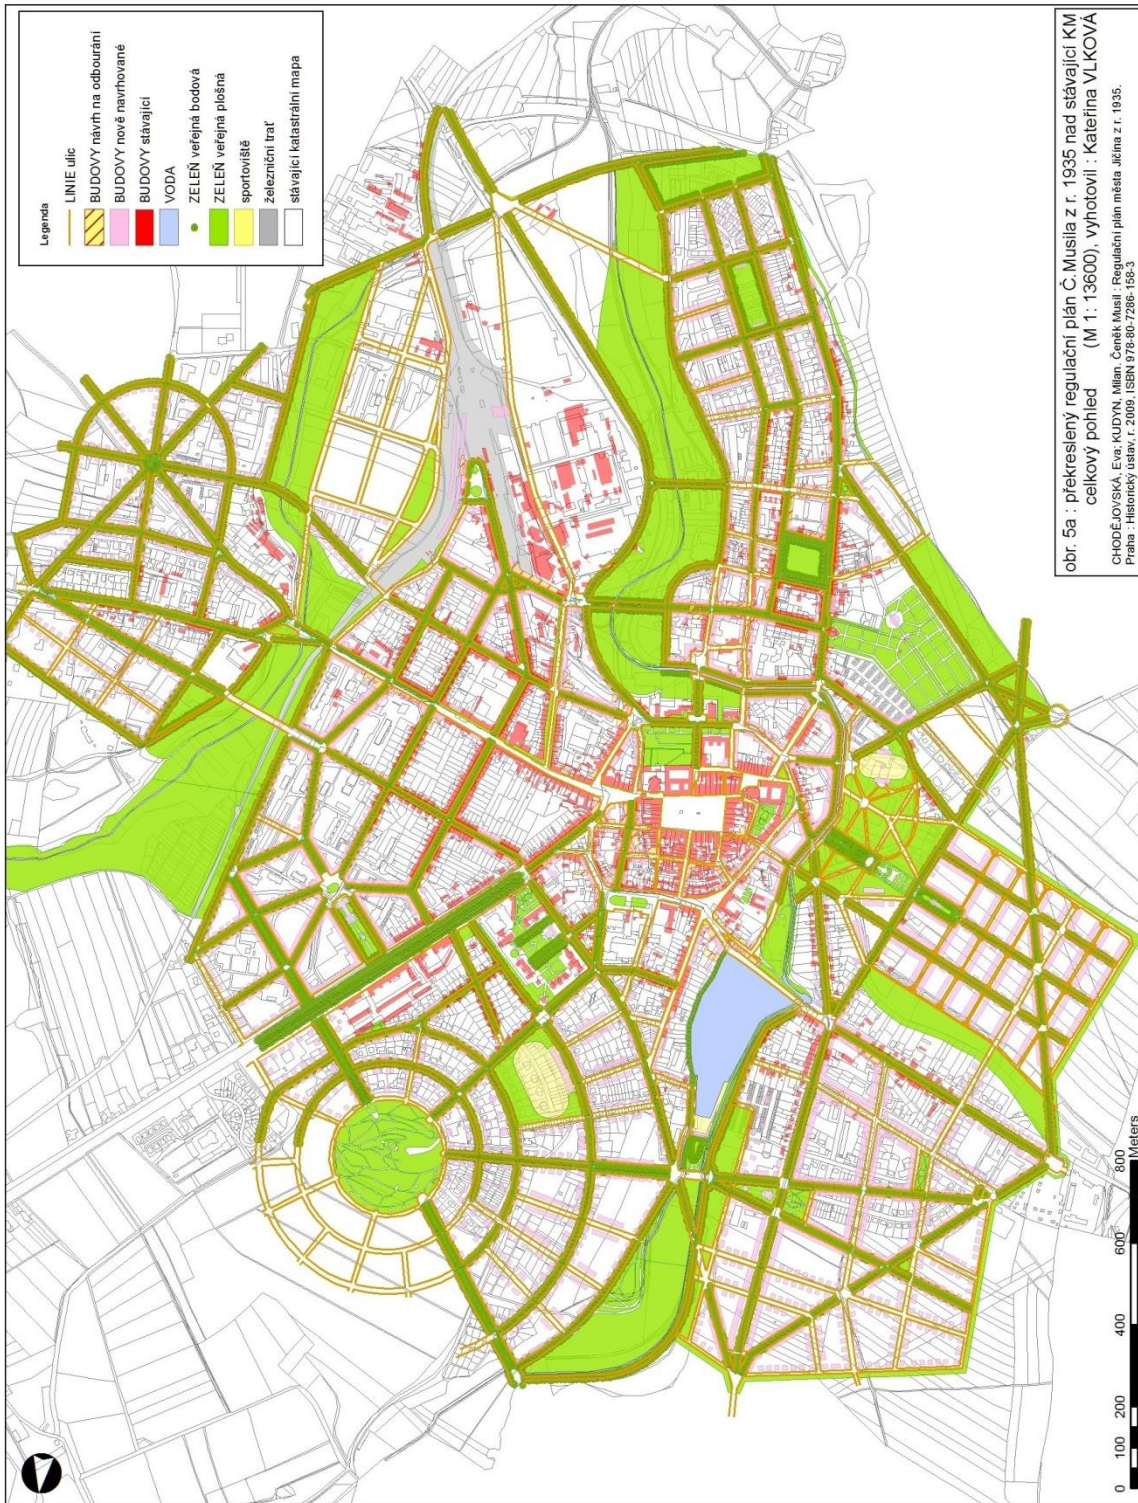 Legenda
LINIE ulic
BUDOVY návrh na odbourání
BUDOVY nově navrhované
BUDOVY stávající
VODA
ZELEŇ veřejná bodová
ZELEŇ veřejná plošná
sportoviště
železniční trať
stávající katastrální mapa
obr. 5a : překreslený regulační plán Č. Musila z r. 1935 nad stávající KM
celkový pohled (M 1: 13600), vyhotovil : Kateřina VLKOVÁ
CHODĚJOVSKÁ, Eva; KUDYN, Milan. Čeněk Musil : Regulační plán města Jičína z r. 1935.
Praha : Historický ústav, r. 2009, ISBN 978-80-7286-158-3
0 100 200 400 600 800
Meters